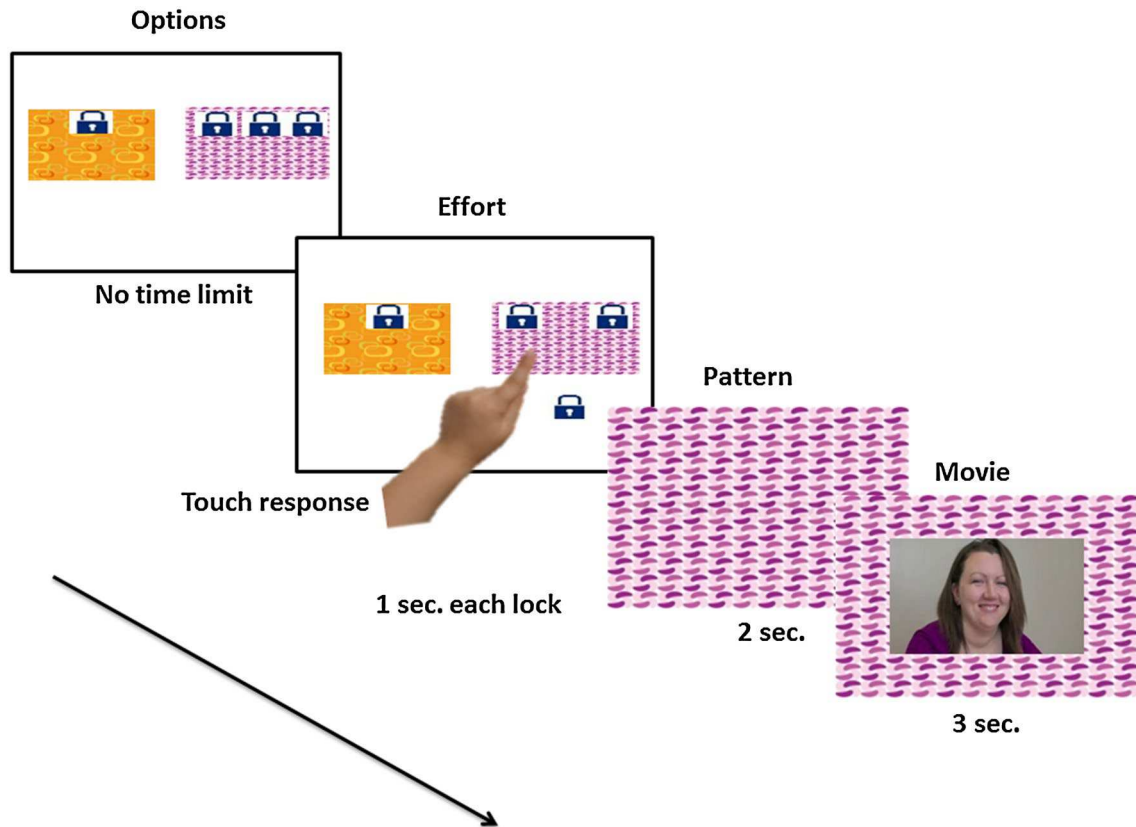 Options
No time limit
Effort
Touch response
1 sec. each lock
Pattern
2 sec.
Movie
3 sec.